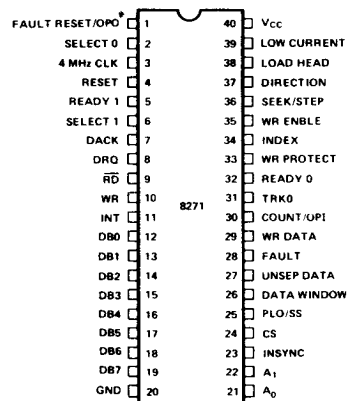 FAULT RESET/OPO* 1 40 VCC
SELECT 0 2 39 LOW CURRENT
4 MHz CLK 3 38 LOAD HEAD
RESET 4 37 DIRECTION
READY 1 5 36 SEEK/STEP
SELECT 1 6 35 WR ENBLE
DACK 7 34 INDEX
DRQ 8 33 WR PROTECT
RD 9 32 READY 0
WR 10 31 TRK0
8271
INT 11 30 COUNT/OPI
DB0 12 29 WR DATA
DB1 13 28 FAULT
DB2 14 27 UNSEP DATA
DB3 15 26 DATA WINDOW
DB4 16 25 PLO/SS
DB5 17 24 CS
DB6 18 23 INSYNC
DB7 19 22 A1
GND 20 21 A0